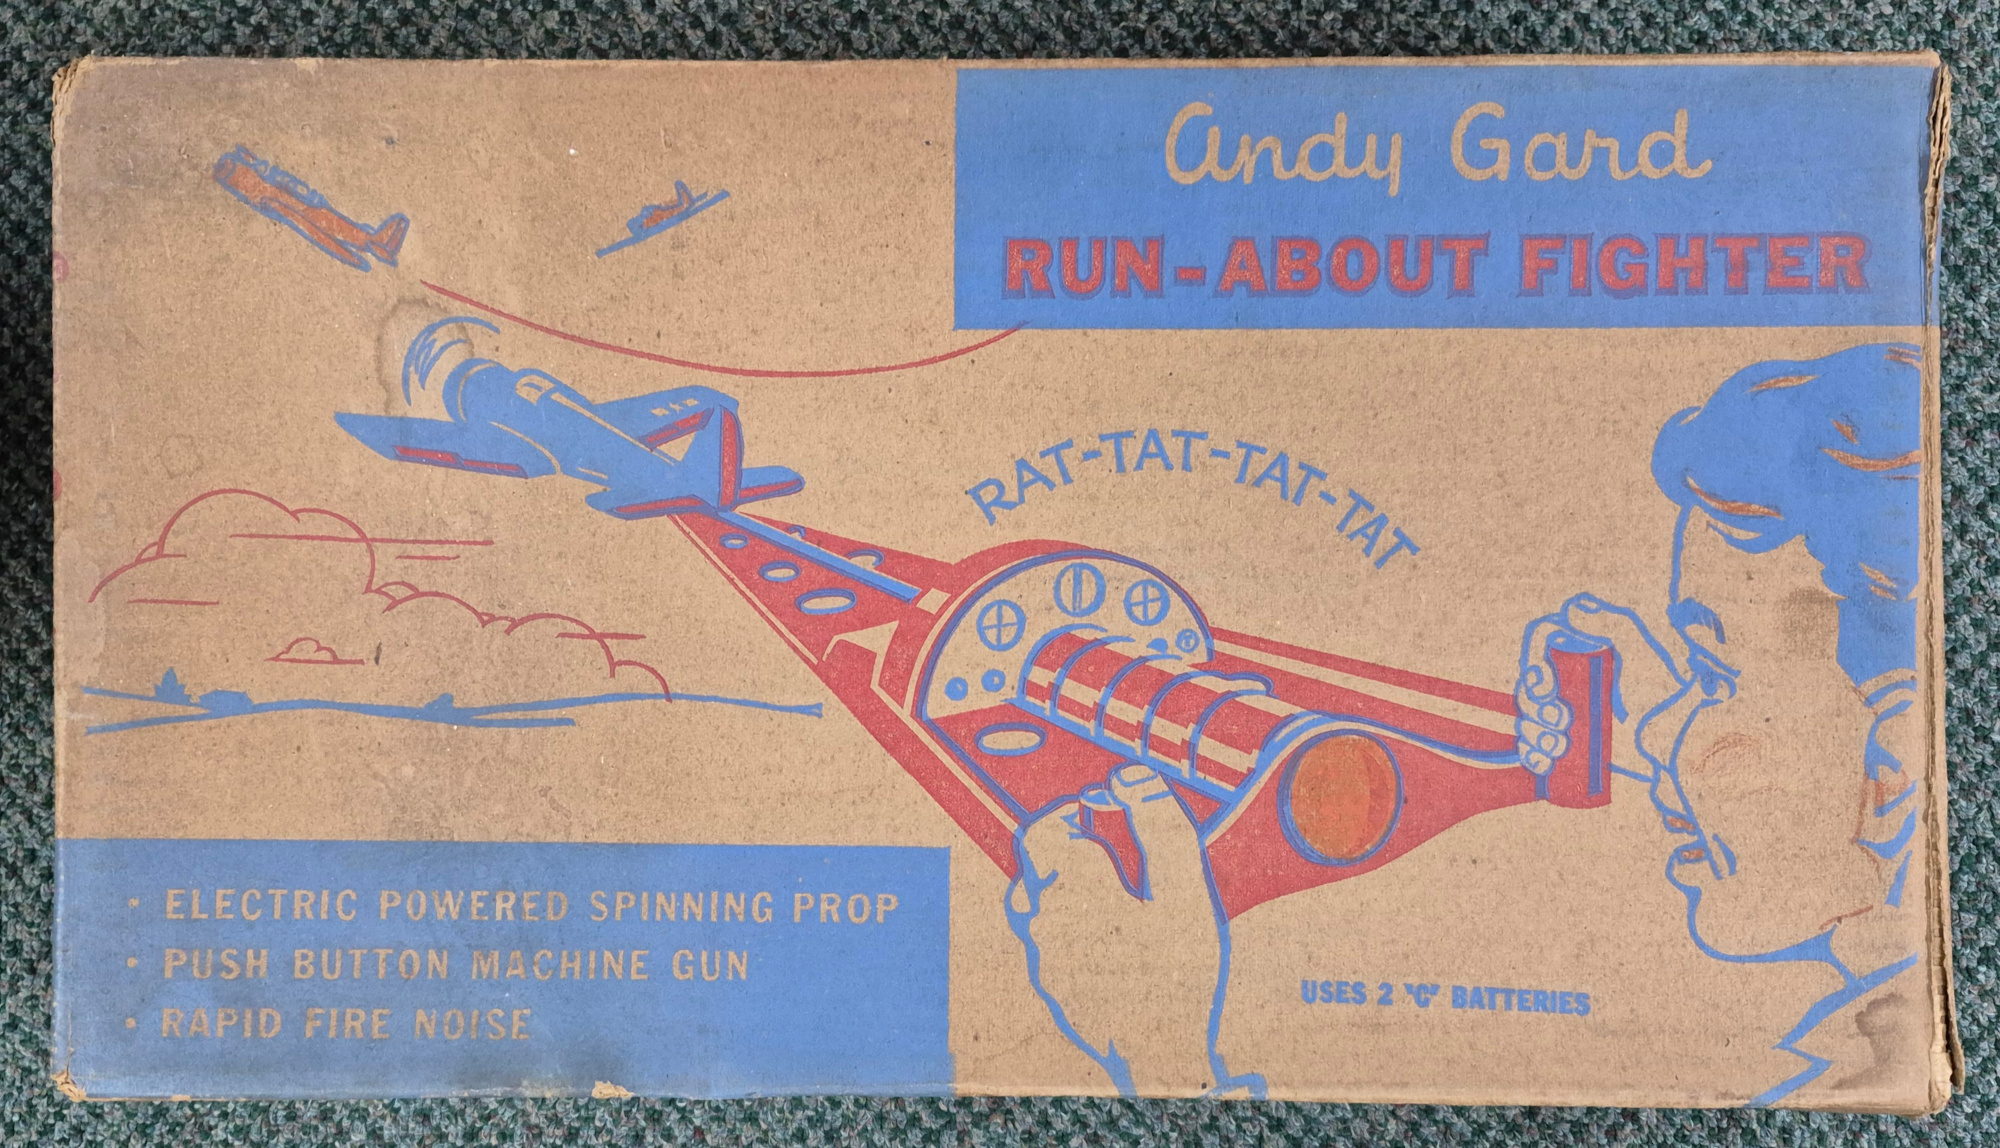 Andy Gard
RUN-ABOUT FIGHTER
RAT-TAT-TAT-TAT
®
• ELECTRIC POWERED SPINNING PROP
• PUSH BUTTON MACHINE GUN
• RAPID FIRE NOISE
USES 2 "C" BATTERIES